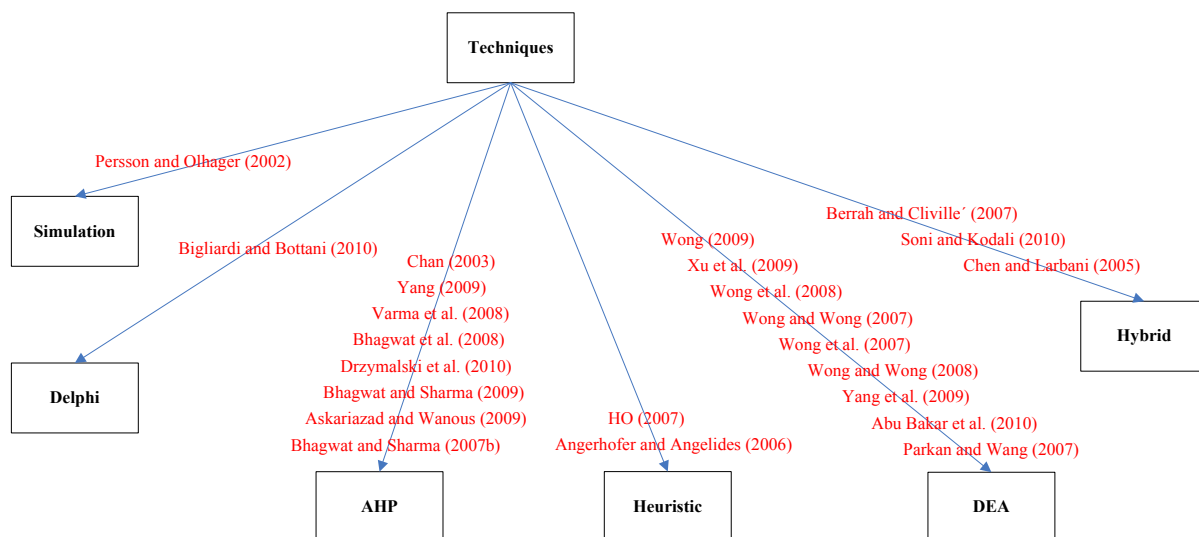 Techniques
Persson and Olhager (2002)
Simulation
Bigliardi and Bottani (2010)
Delphi
Chan (2003)
Yang (2009)
Varma et al. (2008)
Bhagwat et al. (2008)
Drzymalski et al. (2010)
Bhagwat and Sharma (2009)
Askariazad and Wanous (2009)
Bhagwat and Sharma (2007b)
AHP
HO (2007)
Angerhofer and Angelides (2006)
Heuristic
Wong (2009)
Xu et al. (2009)
Wong et al. (2008)
Wong and Wong (2007)
Wong et al. (2007)
Wong and Wong (2008)
Yang et al. (2009)
Abu Bakar et al. (2010)
Parkan and Wang (2007)
DEA
Berrah and Cliville´ (2007)
Soni and Kodali (2010)
Chen and Larbani (2005)
Hybrid